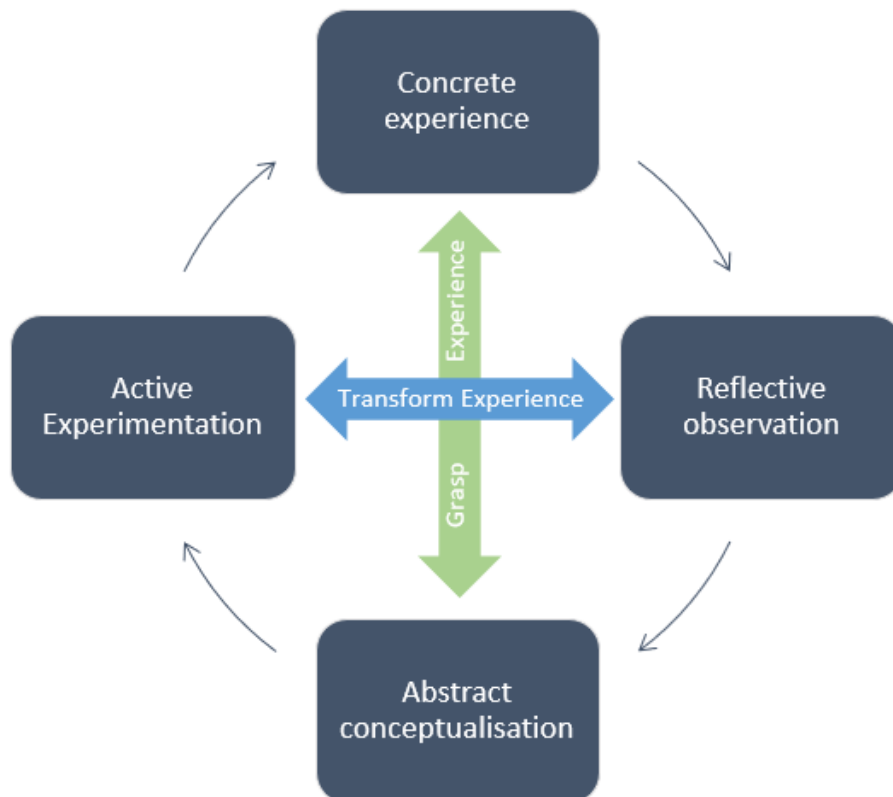 Concrete
experience
Experience
Active
Experimentation
Transform Experience
Reflective
observation
Grasp
Abstract
conceptualisation